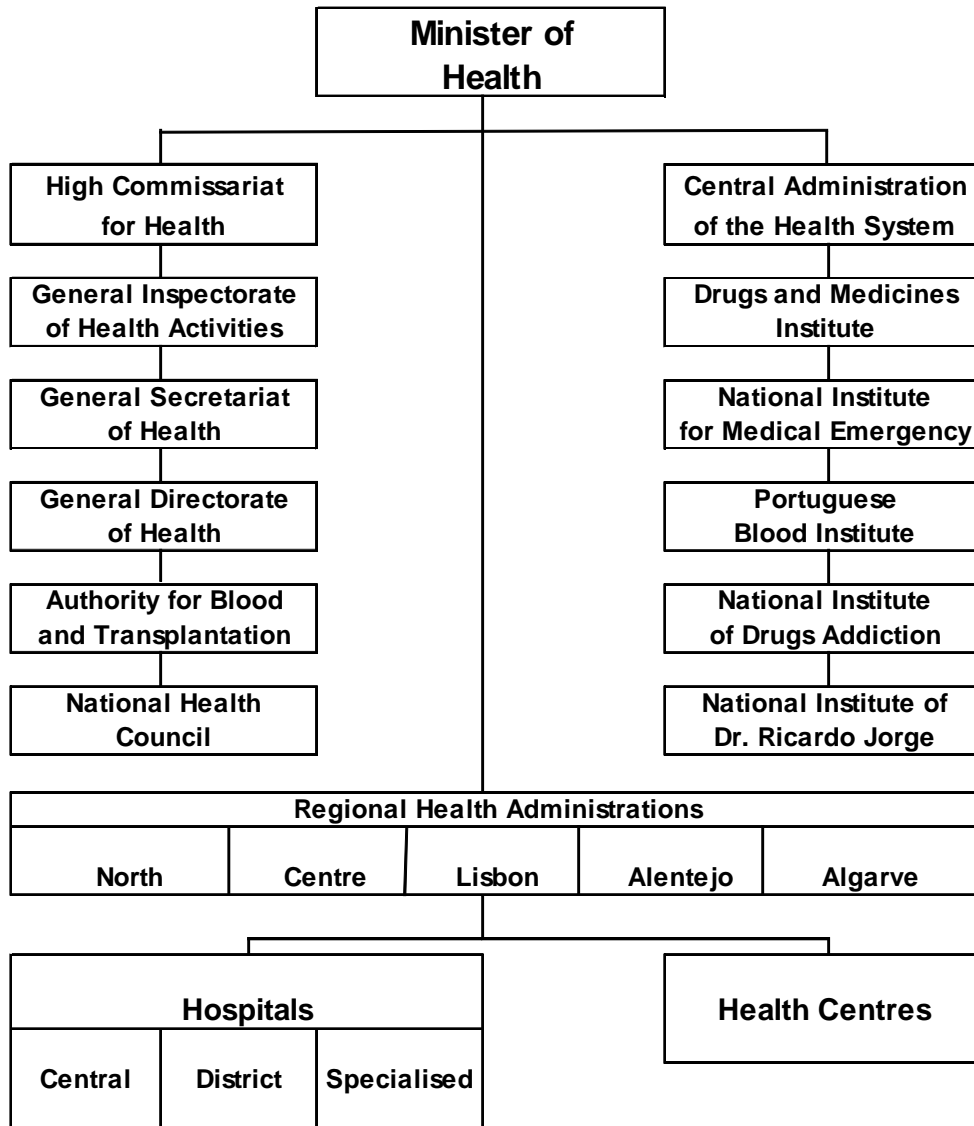 Minister of
Health
High Commissariat
for Health
General Inspectorate
of Health Activities
General Secretariat
of Health
General Directorate
of Health
Authority for Blood
and Transplantation
National Health
Council
Central Administration
of the Health System
Drugs and Medicines
Institute
National Institute
for Medical Emergency
Portuguese
Blood Institute
National Institute
of Drugs Addiction
National Institute of
Dr. Ricardo Jorge
Regional Health Administrations
North Centre Lisbon Alentejo Algarve
Hospitals
Central District Specialised
Health Centres